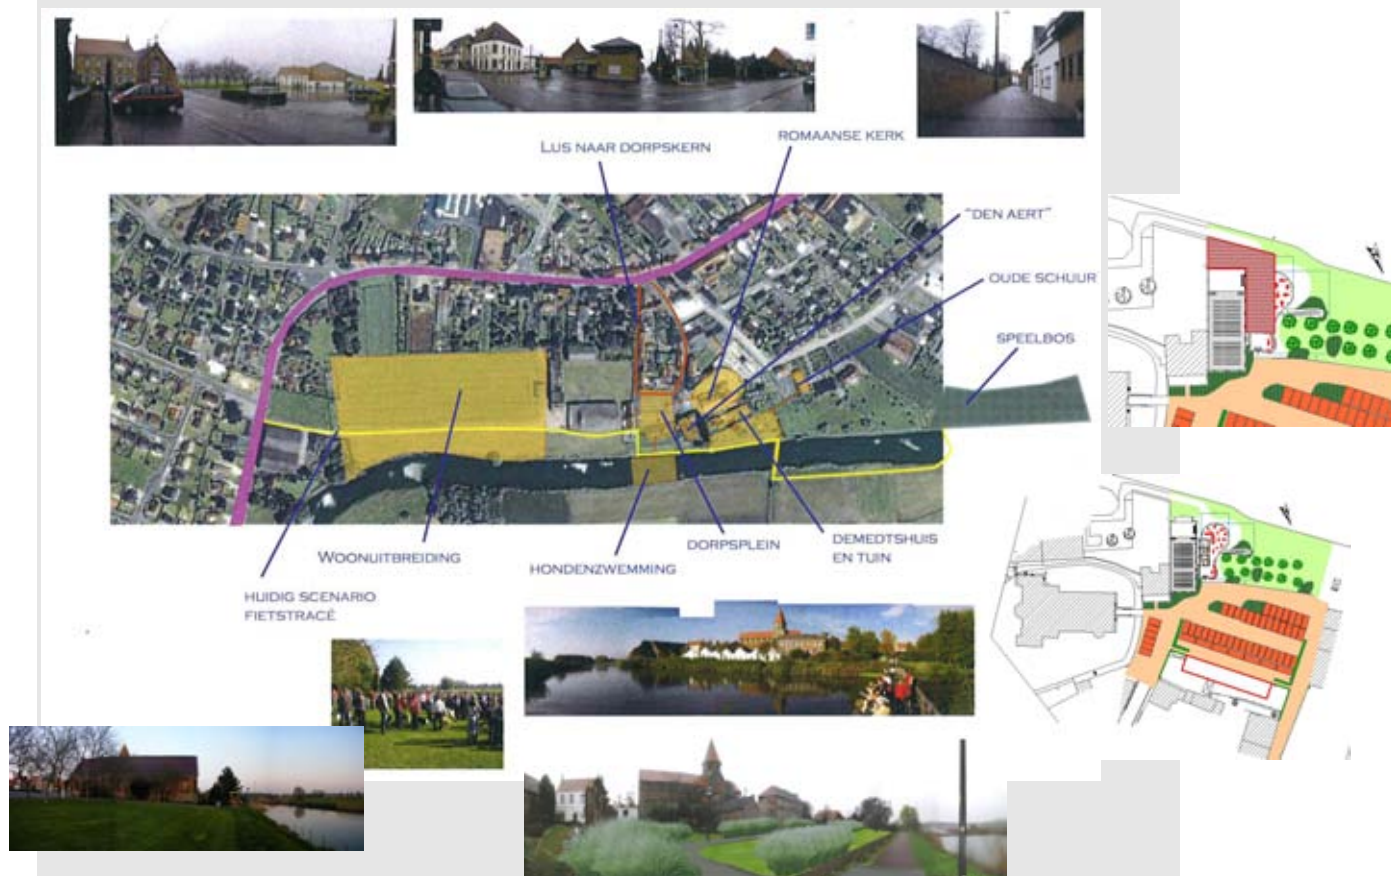 LUS NAAR DORPSKERN
ROMAANSE KERK
"DEN AERT"
OUDE SCHUUR
SPEELBOS
WOONUITBREIDING
HONDENZWEMMING
DORPSPLEIN
DEMEDTSHUIS
EN TUIN
HUIDIG SCENARIO
FIETSTRACÉ